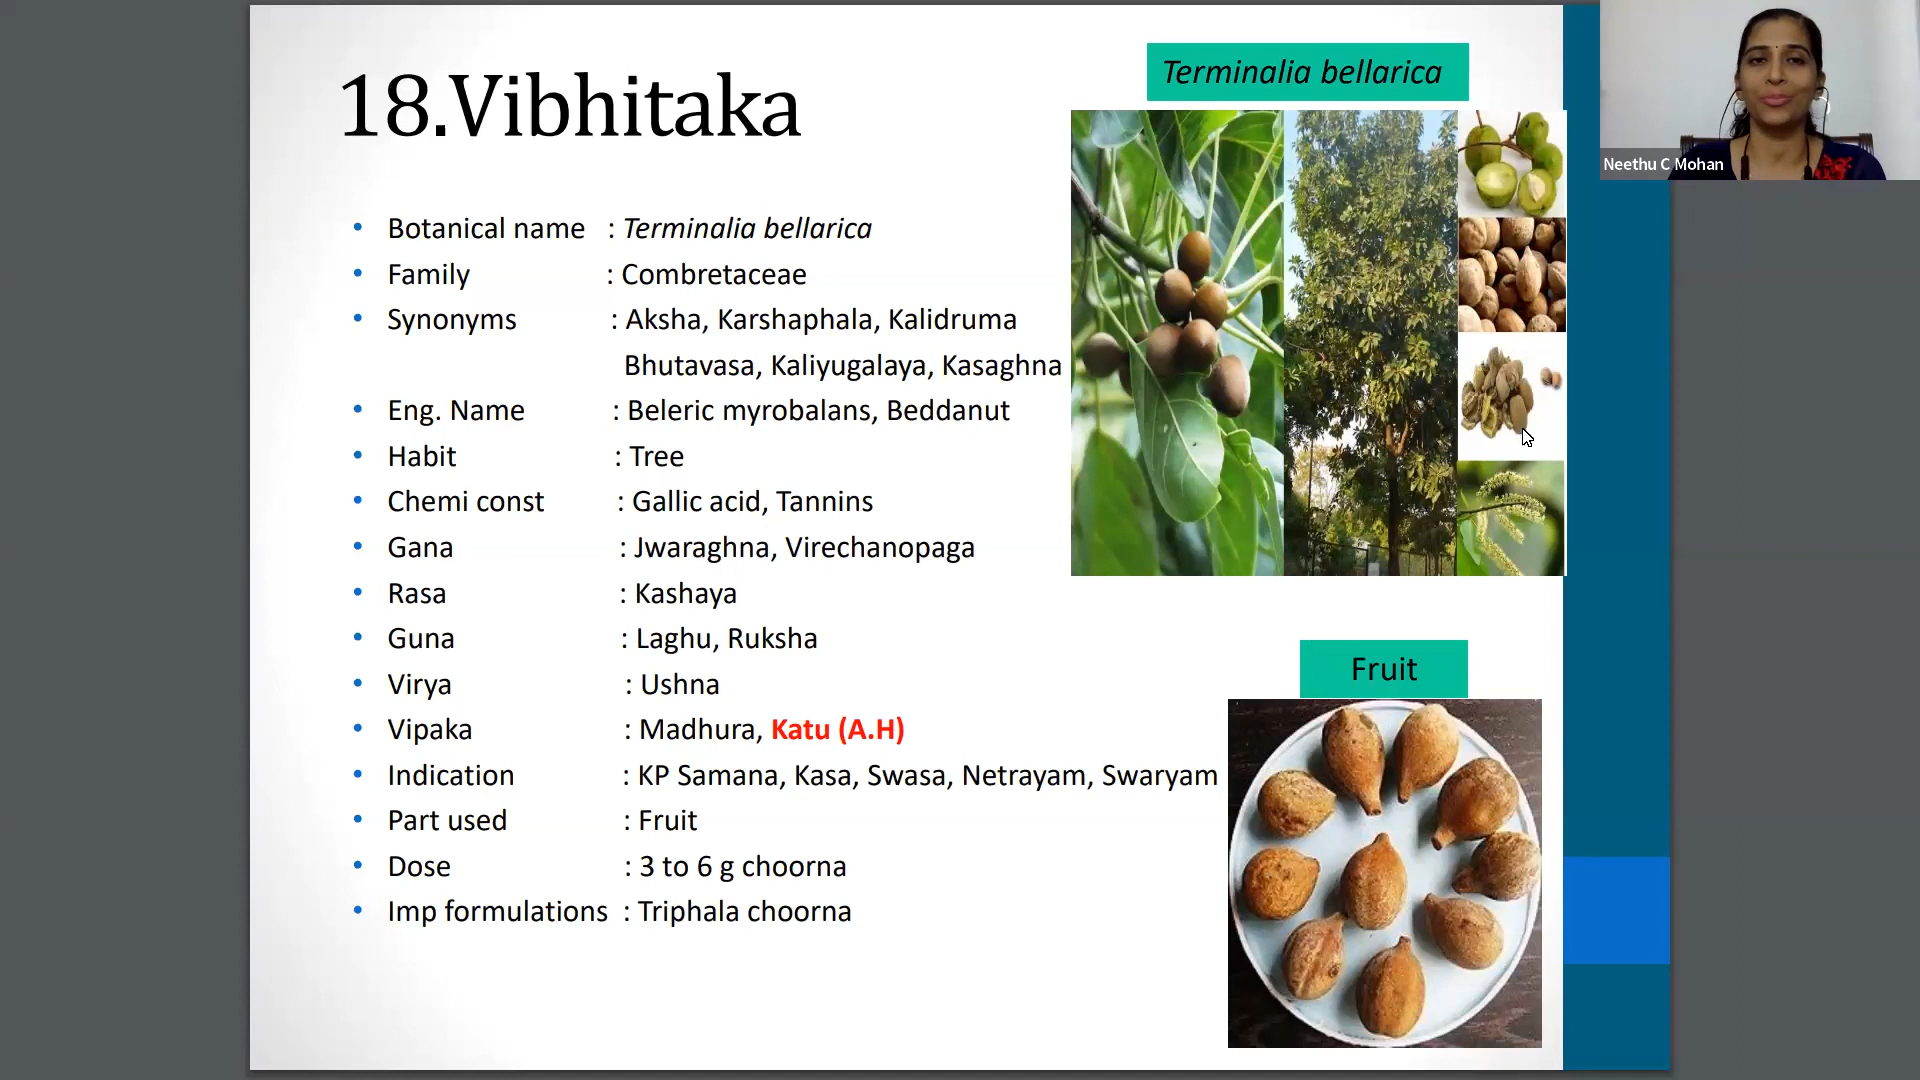 18.Vibhitaka
Terminalia bellarica
Neethu C Mohan
• Botanical name : Terminalia bellarica
• Family : Combretaceae
• Synonyms : Aksha, Karshaphala, Kalidruma
Bhutavasa, Kaliyugalaya, Kasaghna
• Eng. Name : Beleric myrobalans, Beddanut
• Habit : Tree
• Chemi const : Gallic acid, Tannins
• Gana : Jwaraghna, Virechanopaga
• Rasa : Kashaya
• Guna : Laghu, Ruksha
• Virya : Ushna
• Vipaka : Madhura, Katu (A.H)
• Indication : KP Samana, Kasa, Swasa, Netrayam, Swaryam
• Part used : Fruit
• Dose : 3 to 6 g choorna
• Imp formulations : Triphala choorna
Fruit